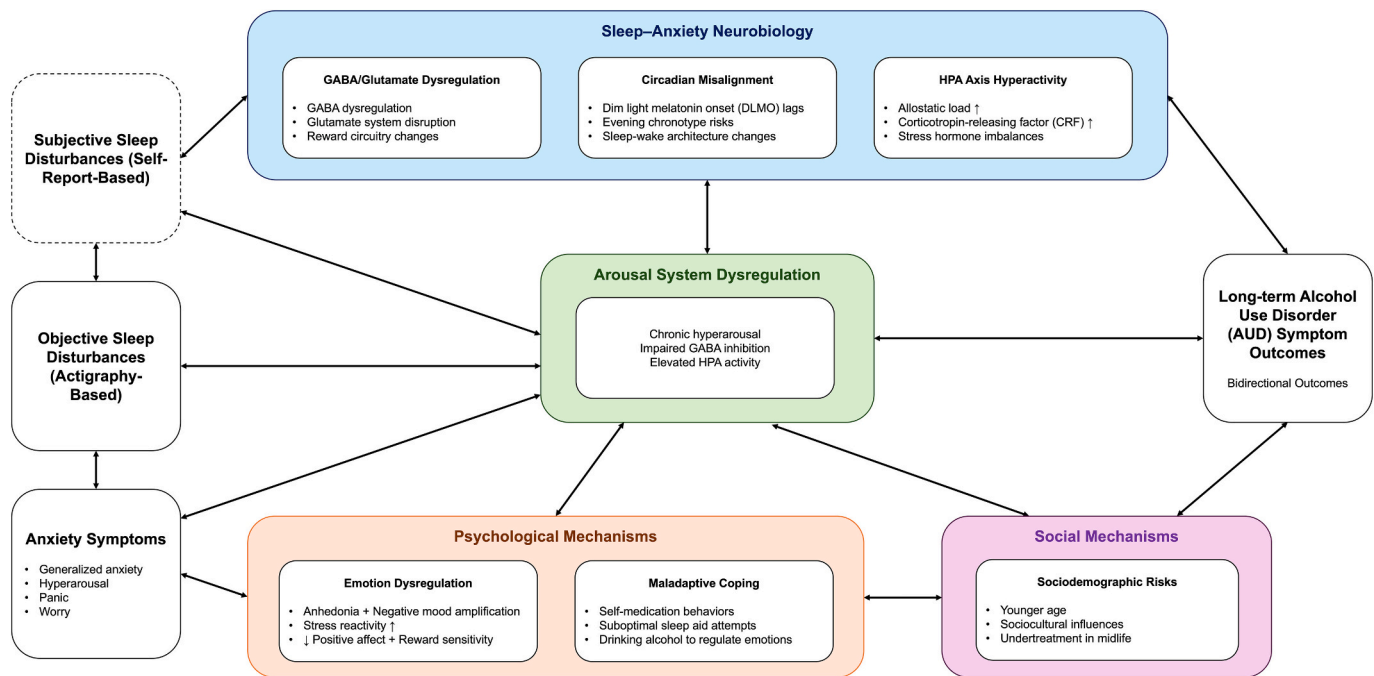 Sleep–Anxiety Neurobiology
GABA/Glutamate Dysregulation
• GABA dysregulation
• Glutamate system disruption
• Reward circuitry changes
Circadian Misalignment
• Dim light melatonin onset (DLMO) lags
• Evening chronotype risks
• Sleep-wake architecture changes
HPA Axis Hyperactivity
• Allostatic load ↑
• Corticotropin-releasing factor (CRF) ↑
• Stress hormone imbalances
Subjective Sleep
Disturbances (Self-
Report-Based)
Objective Sleep
Disturbances
(Actigraphy-
Based)
Anxiety Symptoms
• Generalized anxiety
• Hyperarousal
• Panic
• Worry
Arousal System Dysregulation
Chronic hyperarousal
Impaired GABA inhibition
Elevated HPA activity
Long-term Alcohol
Use Disorder
(AUD) Symptom
Outcomes
Bidirectional Outcomes
Psychological Mechanisms
Emotion Dysregulation
• Anhedonia + Negative mood amplification
• Stress reactivity ↑
• ↓ Positive affect + Reward sensitivity
Maladaptive Coping
• Self-medication behaviors
• Suboptimal sleep aid attempts
• Drinking alcohol to regulate emotions
Social Mechanisms
Sociodemographic Risks
• Younger age
• Sociocultural influences
• Undertreatment in midlife